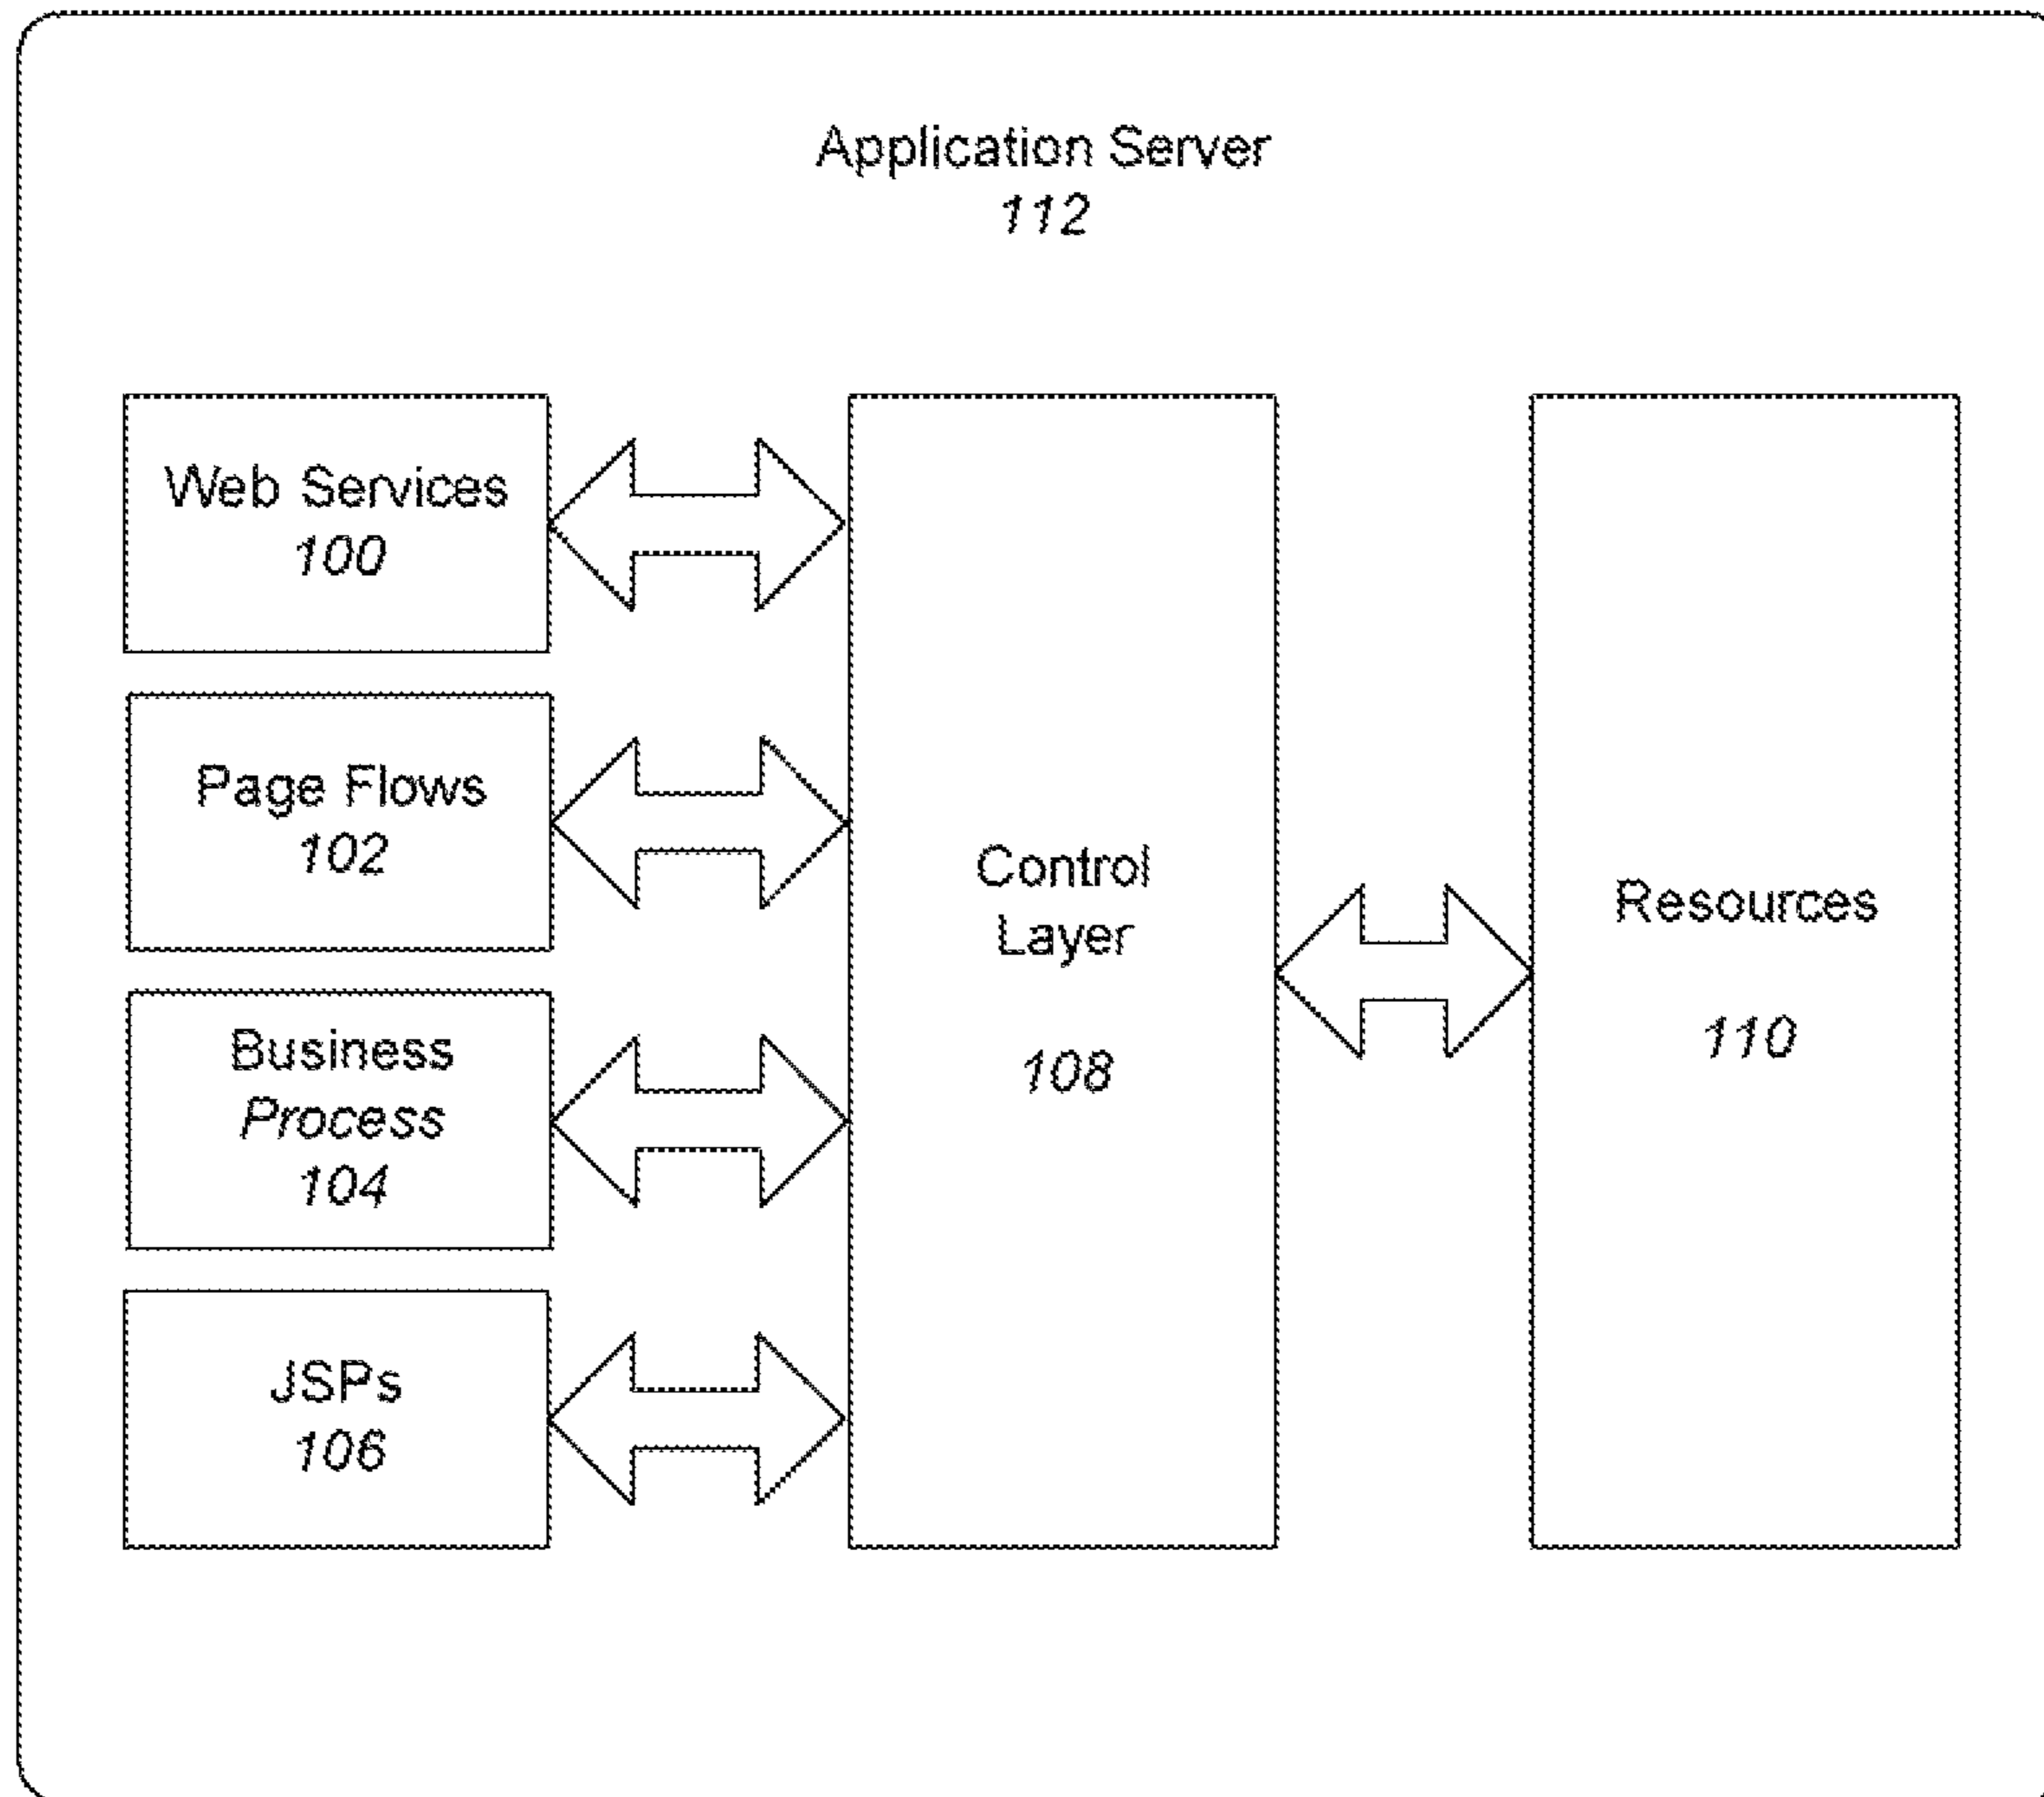 Application Server
112
Web Services
100
Page Flows
102
Business
Process
104
JSPs
106
Control
Layer
108
Resources
110